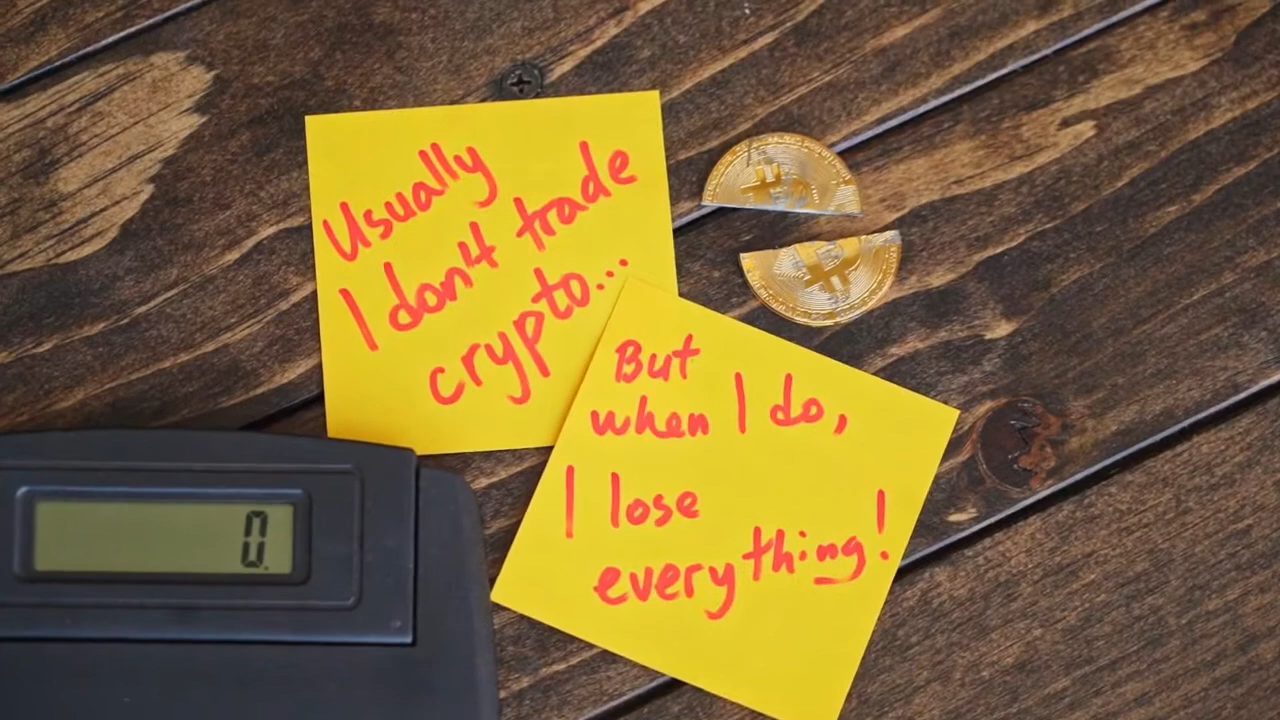 Usually
I don't trade
crypto...
But
when I do,
I lose
everything!
0.